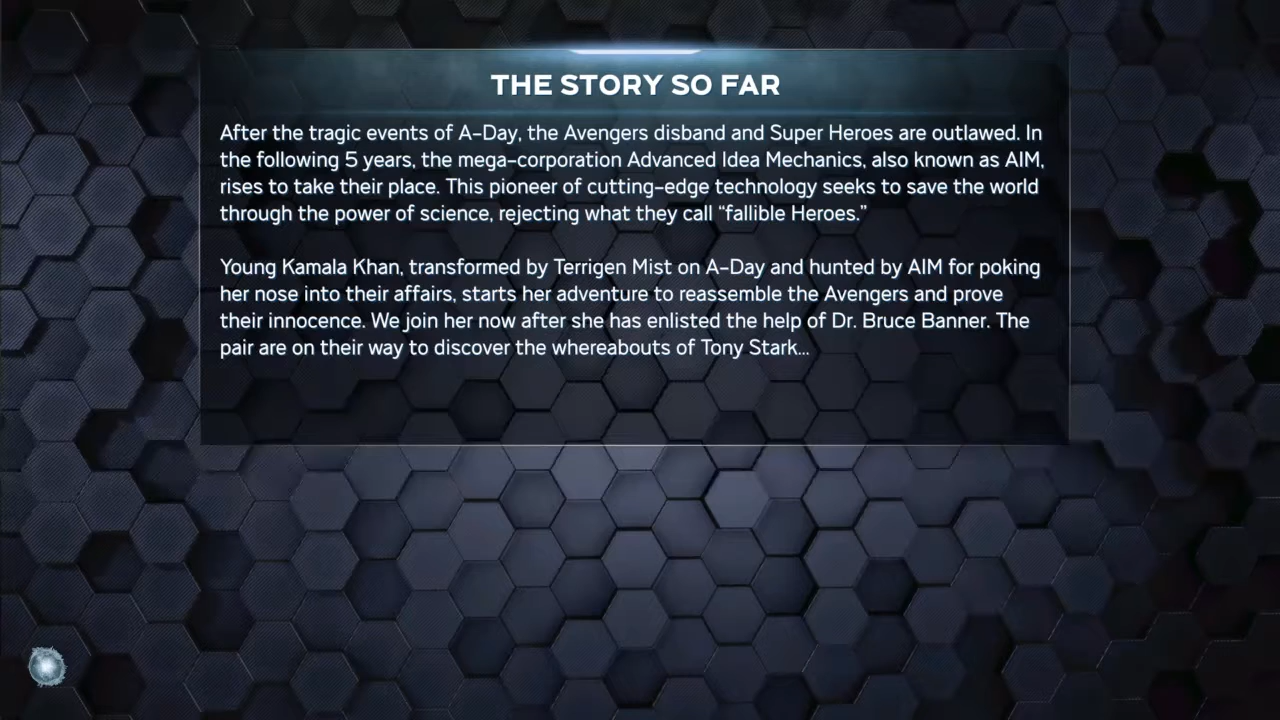 THE STORY SO FAR
After the tragic events of A-Day, the Avengers disband and Super Heroes are outlawed. In
the following 5 years, the mega-corporation Advanced Idea Mechanics, also known as AIM,
rises to take their place. This pioneer of cutting-edge technology seeks to save the world
through the power of science, rejecting what they call “fallible Heroes.”
Young Kamala Khan, transformed by Terrigen Mist on A-Day and hunted by AIM for poking
her nose into their affairs, starts her adventure to reassemble the Avengers and prove
their innocence. We join her now after she has enlisted the help of Dr. Bruce Banner. The
pair are on their way to discover the whereabouts of Tony Stark...